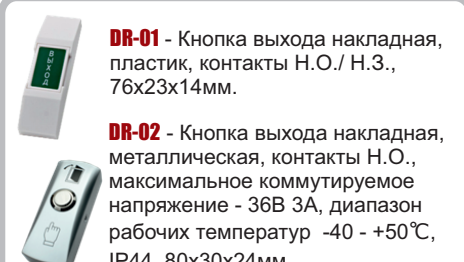 DR-01 - Кнопка выхода накладная,
пластик, контакты Н.О./ Н.З.,
76х23х14мм.
ВЫХОД
DR-02 - Кнопка выхода накладная,
металлическая, контакты Н.О.,
максимальное коммутируемое
напряжение - 36В 3А, диапазон
рабочих температур -40 - +50℃,
IP44, 80х30х24мм